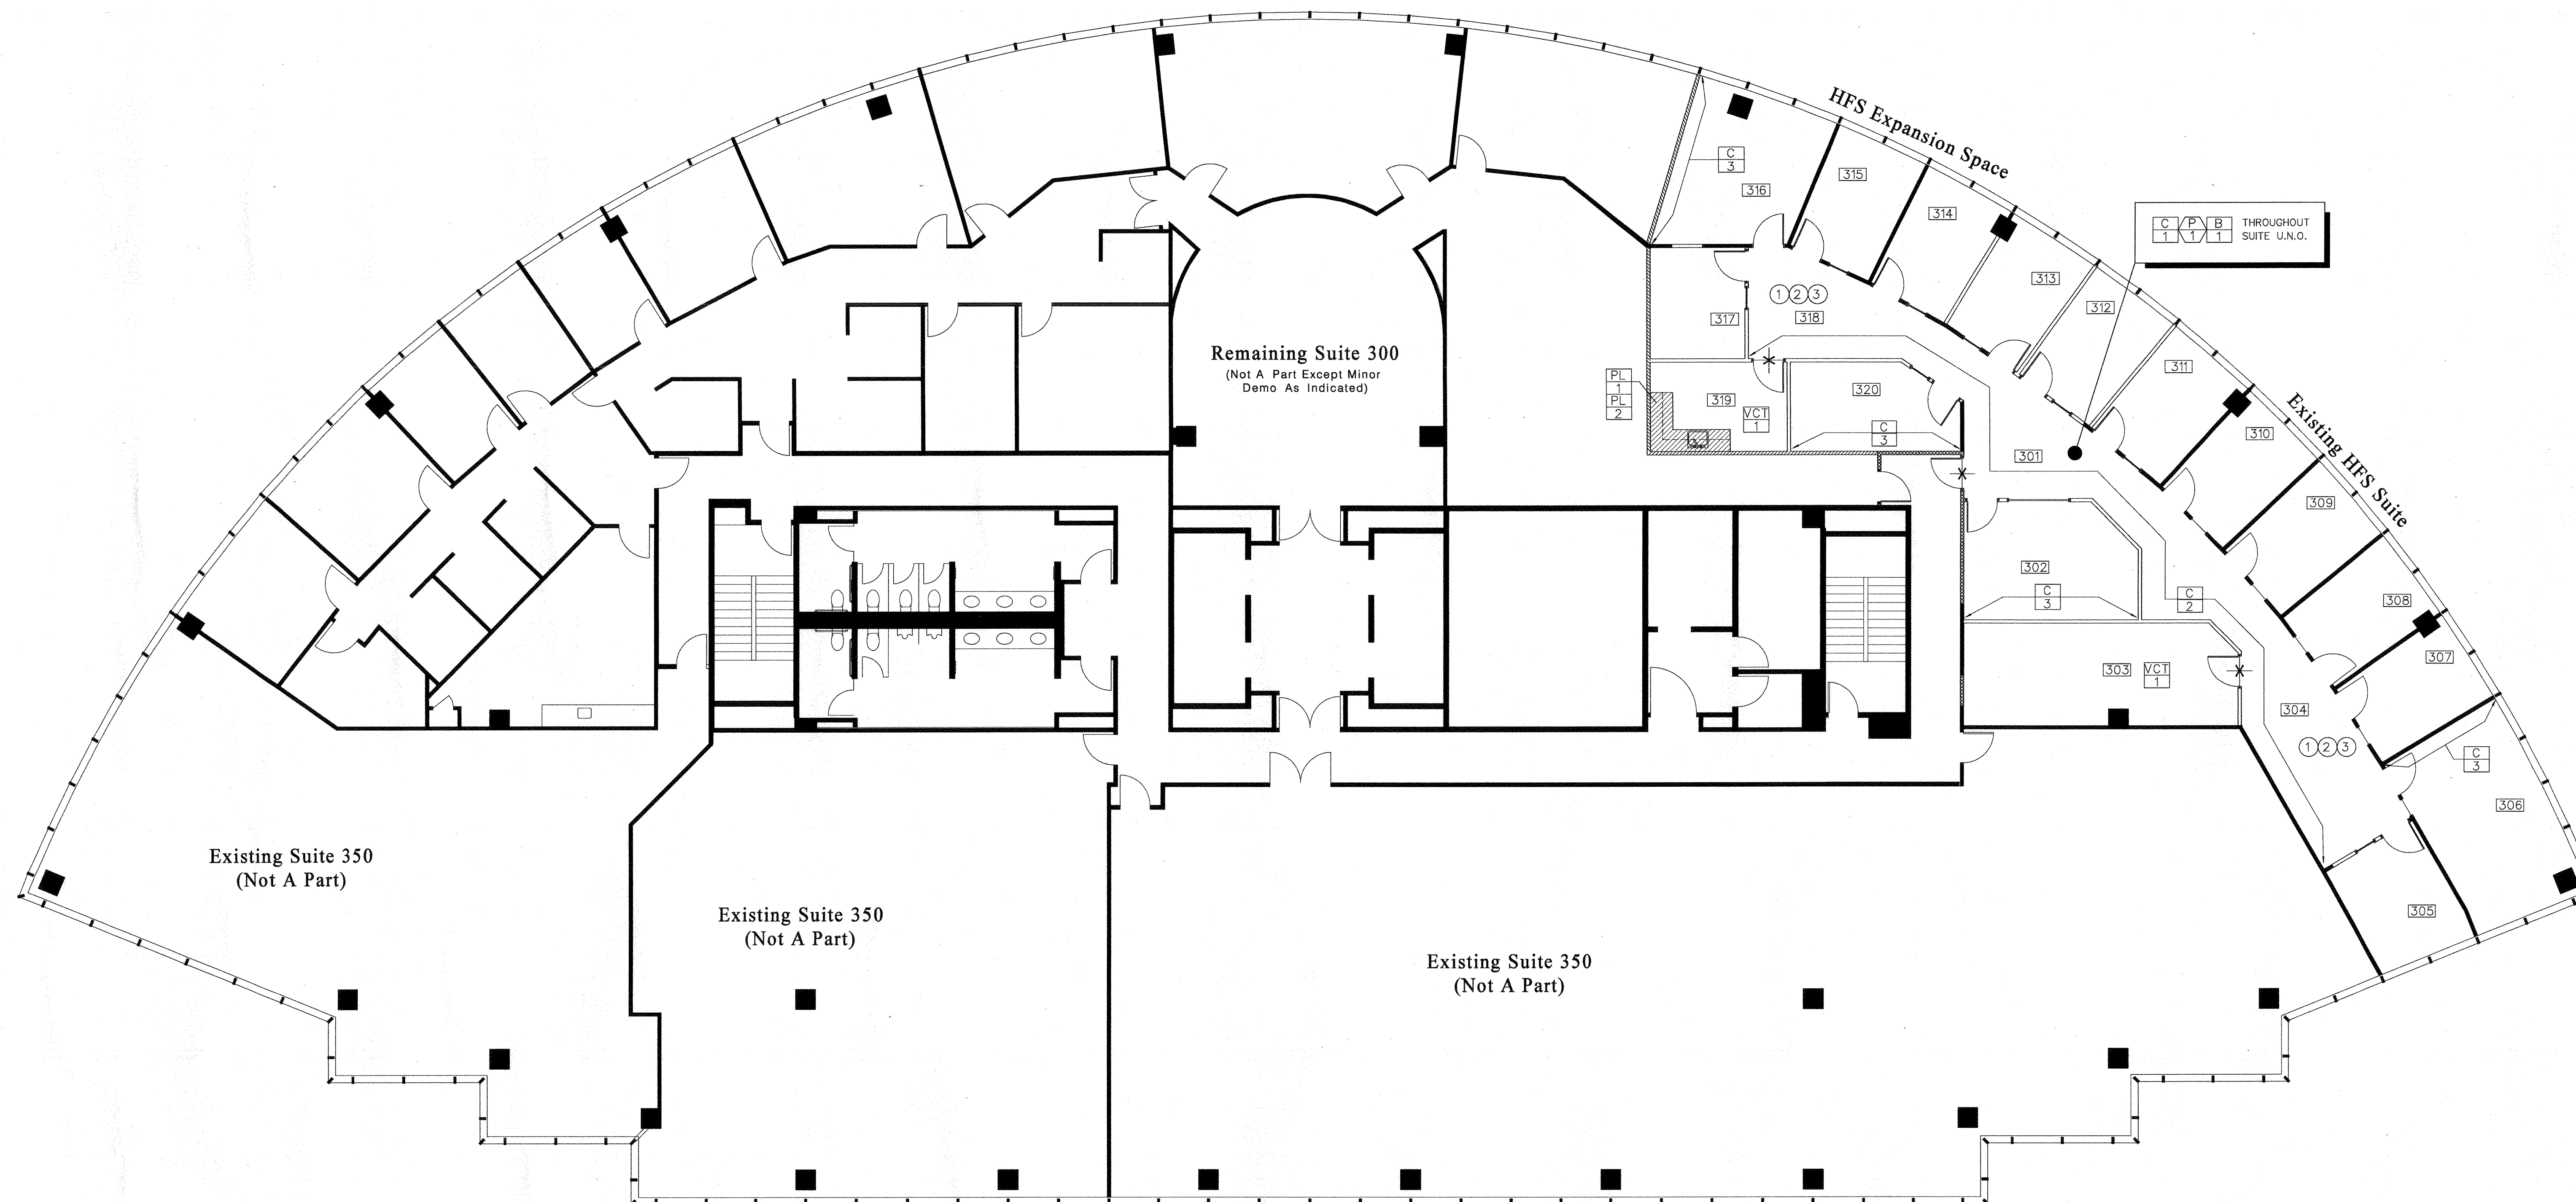 HFS Expansion Space
C
3
316
315
314
313
312
311
C P B THROUGHOUT
1 1 1 SUITE U.N.O.
1 2 3
317
318
Remaining Suite 300
(Not A Part Except Minor
Demo As Indicated)
PL
1
PL
2
319
VCT
1
320
C
3
Existing HFS Suite
310
301
309
302
C
3
C
2
308
303
VCT
1
307
304
1 2 3
C
3
306
305
Existing Suite 350
(Not A Part)
Existing Suite 350
(Not A Part)
Existing Suite 350
(Not A Part)